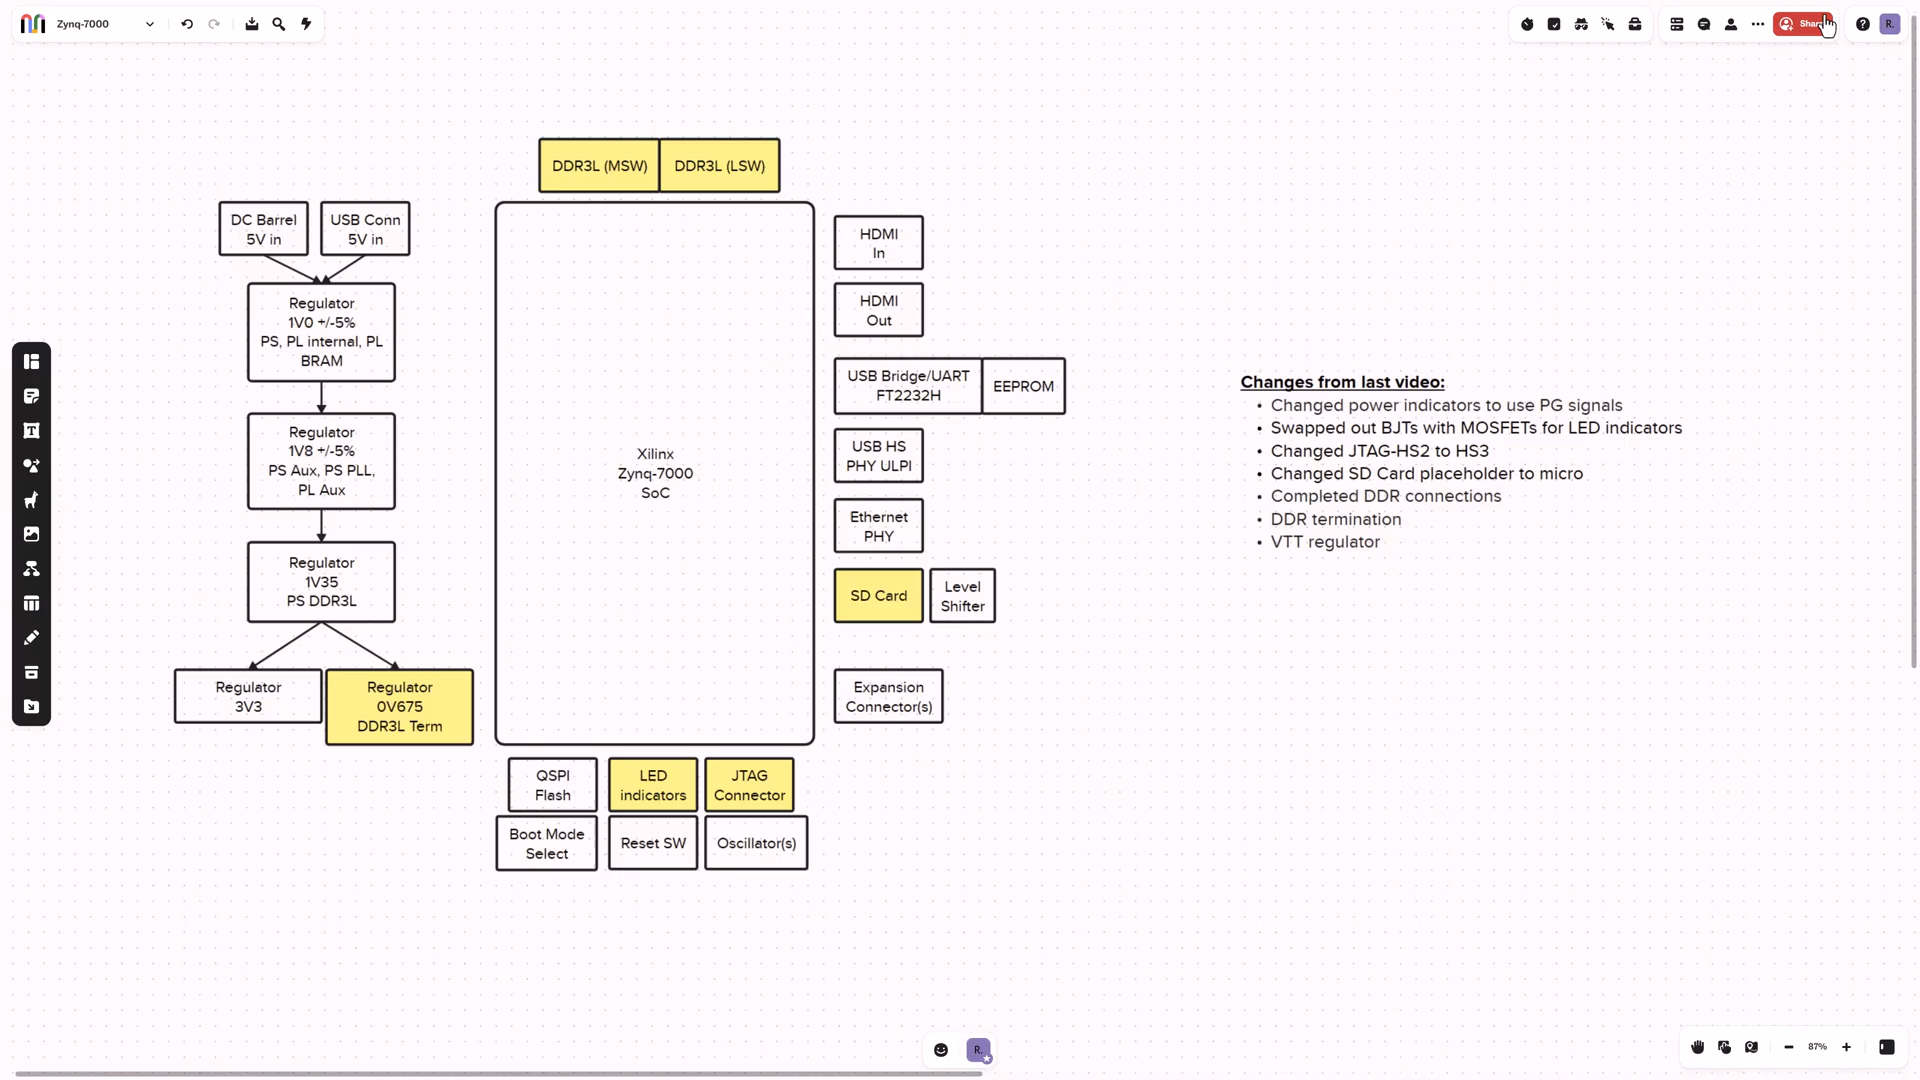 Zynq-7000
R.
DDR3L (MSW)
DDR3L (LSW)
DC Barrel
5V in
USB Conn
5V in
Regulator
1V0 +/-5%
PS, PL internal, PL
BRAM
Regulator
1V8 +/-5%
PS Aux, PS PLL,
PL Aux
Regulator
1V35
PS DDR3L
Regulator
3V3
Regulator
0V675
DDR3L Term
Xilinx
Zynq-7000
SoC
HDMI
In
HDMI
Out
USB Bridge/UART
FT2232H
EEPROM
USB HS
PHY ULPI
Ethernet
PHY
SD Card
Level
Shifter
Expansion
Connector(s)
QSPI
Flash
LED
indicators
JTAG
Connector
Boot Mode
Select
Reset SW
Oscillator(s)
Changes from last video:
• Changed power indicators to use PG signals
• Swapped out BJTs with MOSFETs for LED indicators
• Changed JTAG-HS2 to HS3
• Changed SD Card placeholder to micro
• Completed DDR connections
• DDR termination
• VTT regulator
R.
87%